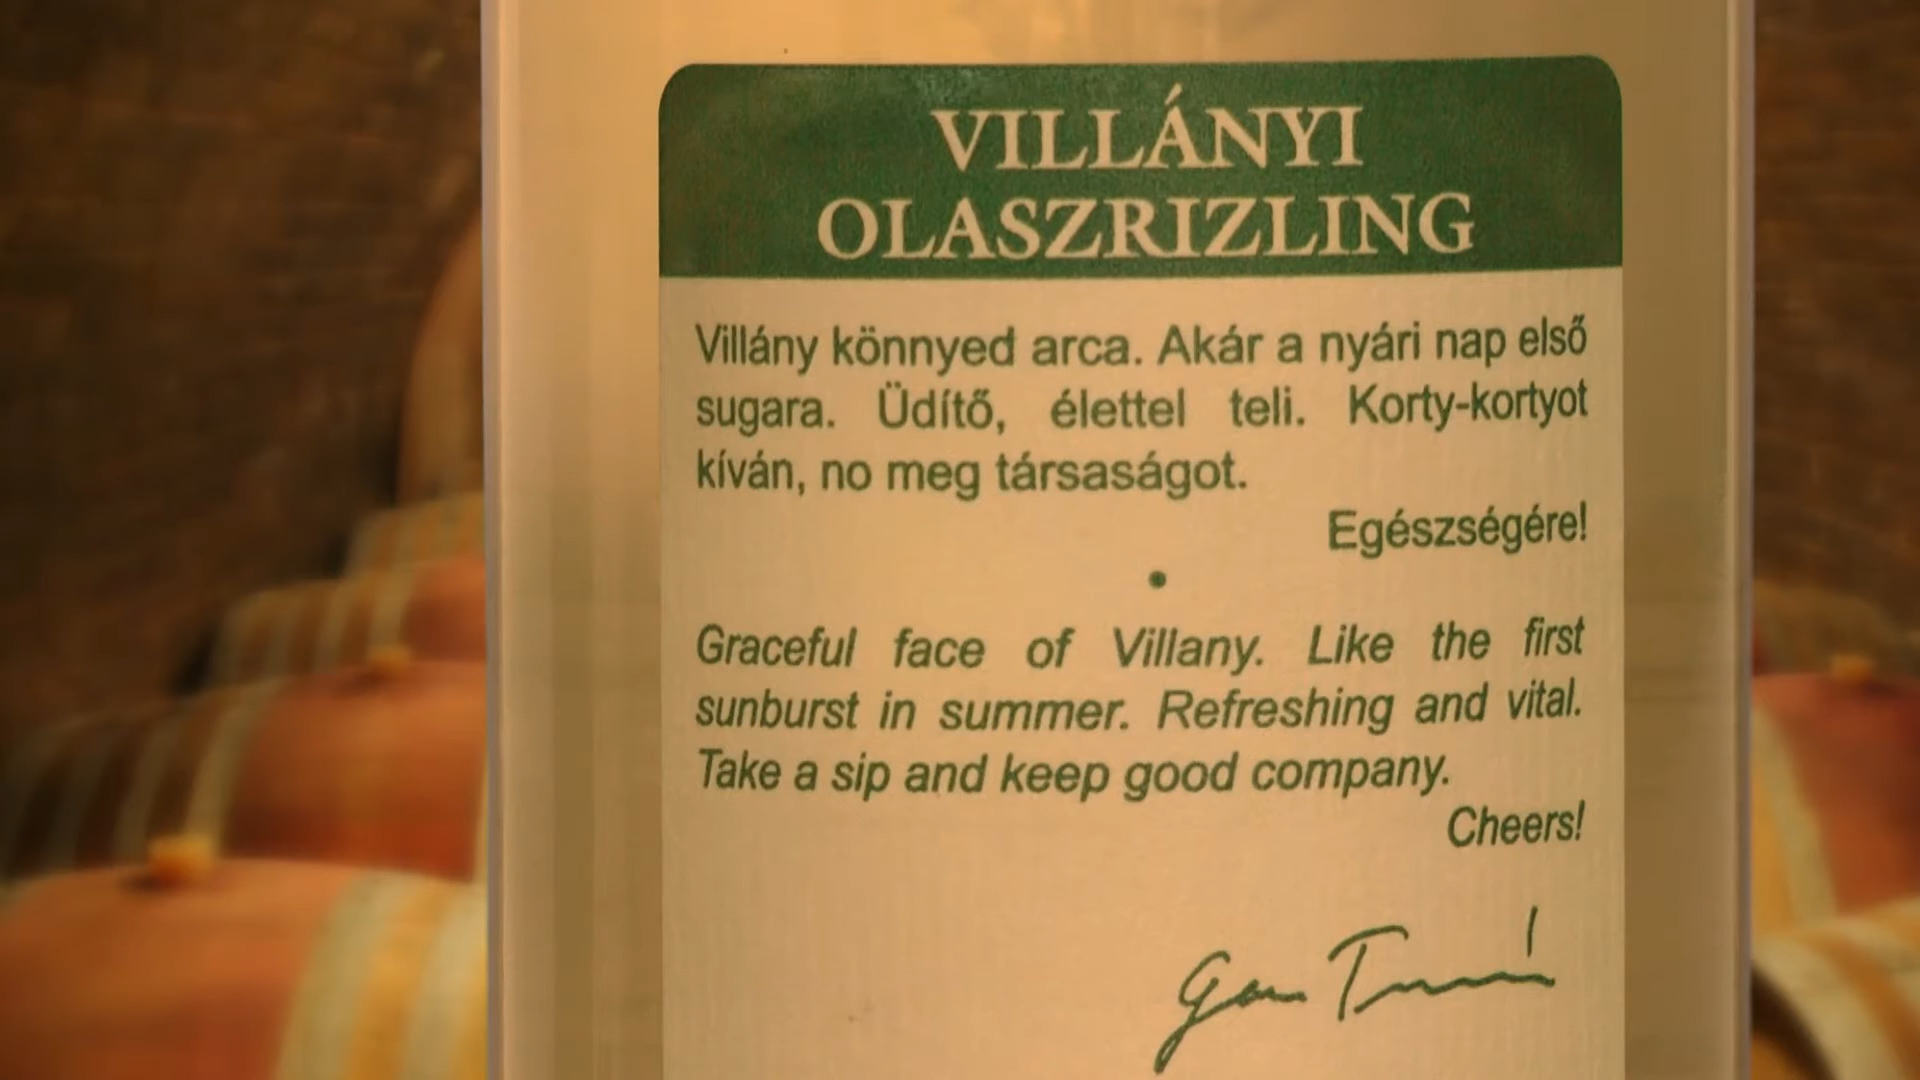 VILLÁNYI
OLASZRIZLING
Villány könnyed arca. Akár a nyári nap első
sugara. Üdítő, élettel teli. Korty-kortyot
kíván, no meg társaságot.
Egészségére!
•
Graceful face of Villany. Like the first
sunburst in summer. Refreshing and vital.
Take a sip and keep good company.
Cheers!